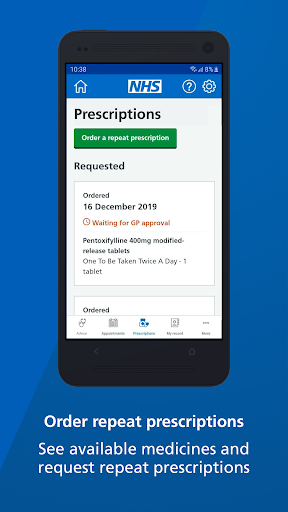 10:38
8%
NHS
Prescriptions
Order a repeat prescription
Requested
Ordered
16 December 2019
Waiting for GP approval
Pentoxifylline 400mg modified-
release tablets
One To Be Taken Twice A Day - 1
tablet
Ordered
Advice
Appointments
Prescriptions
My record
More
Order repeat prescriptions
See available medicines and
request repeat prescriptions